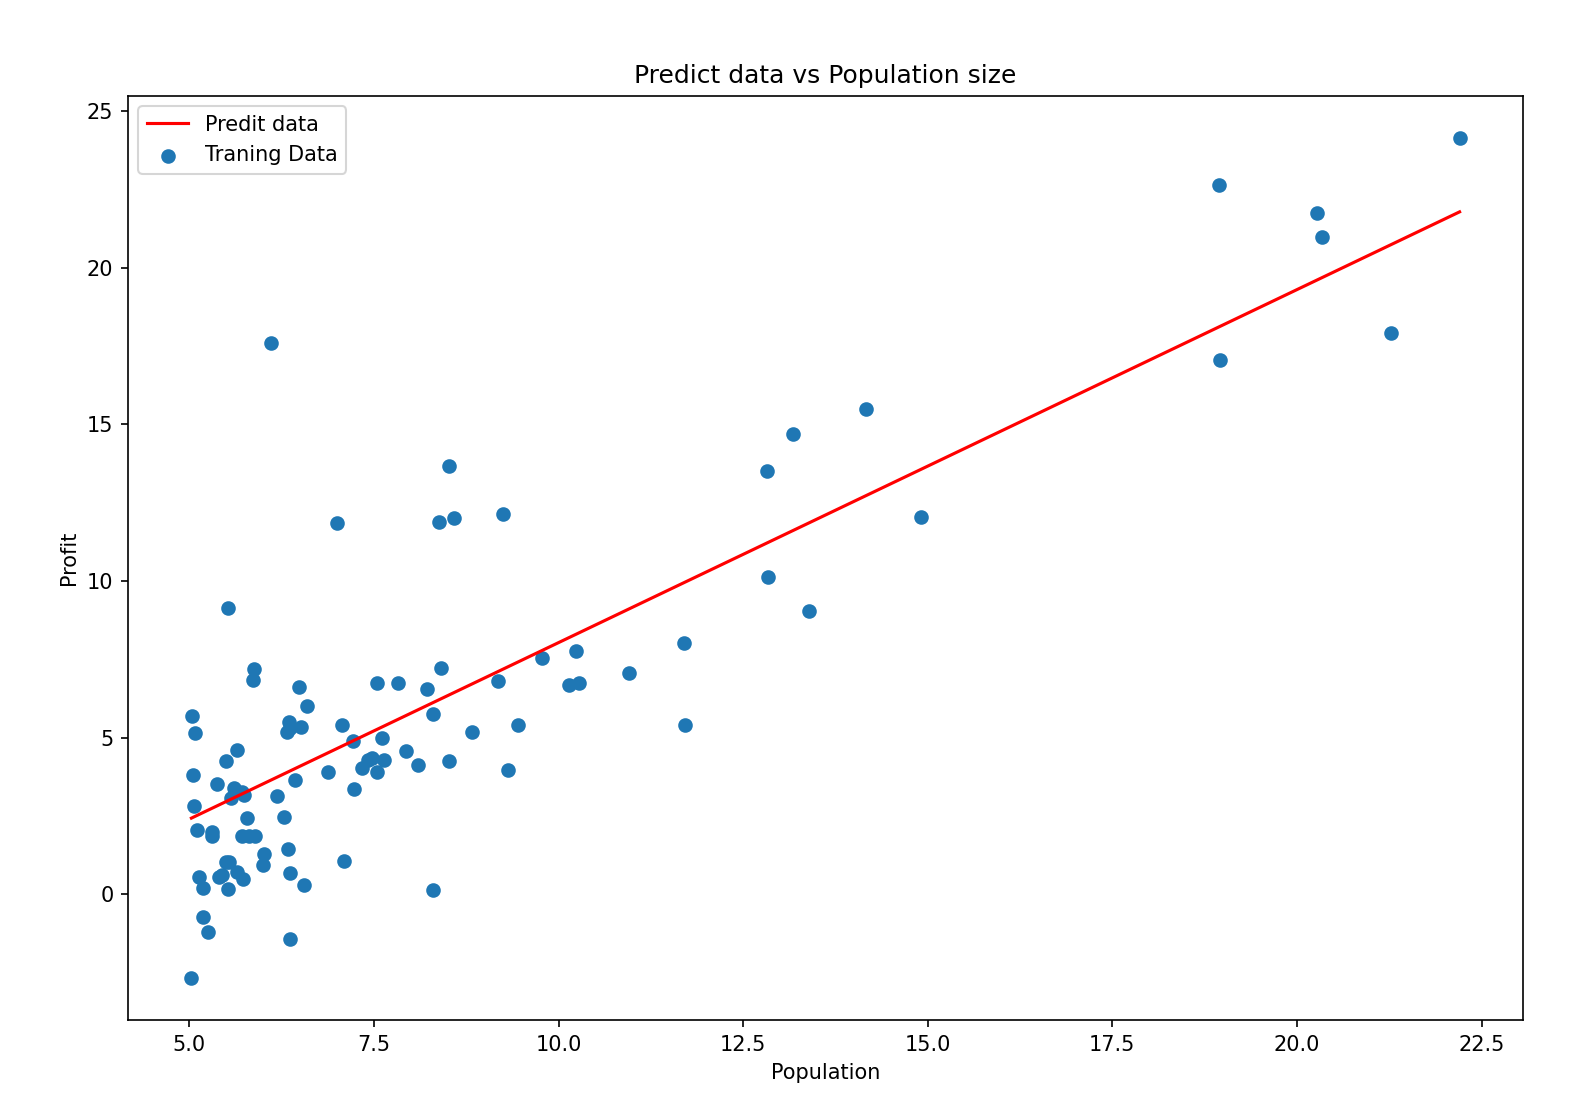 Predict data vs Population size
Predit data
Traning Data
25
20
15
10
5
0
Profit
5.0 7.5 10.0 12.5 15.0 17.5 20.0 22.5
Population